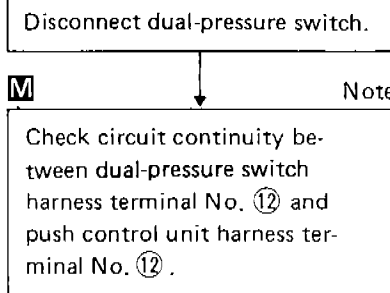 Disconnect dual-pressure switch.
M
Note
Check circuit continuity be-
tween dual-pressure switch
harness terminal No. ⑫ and
push control unit harness ter-
minal No. ⑫ .